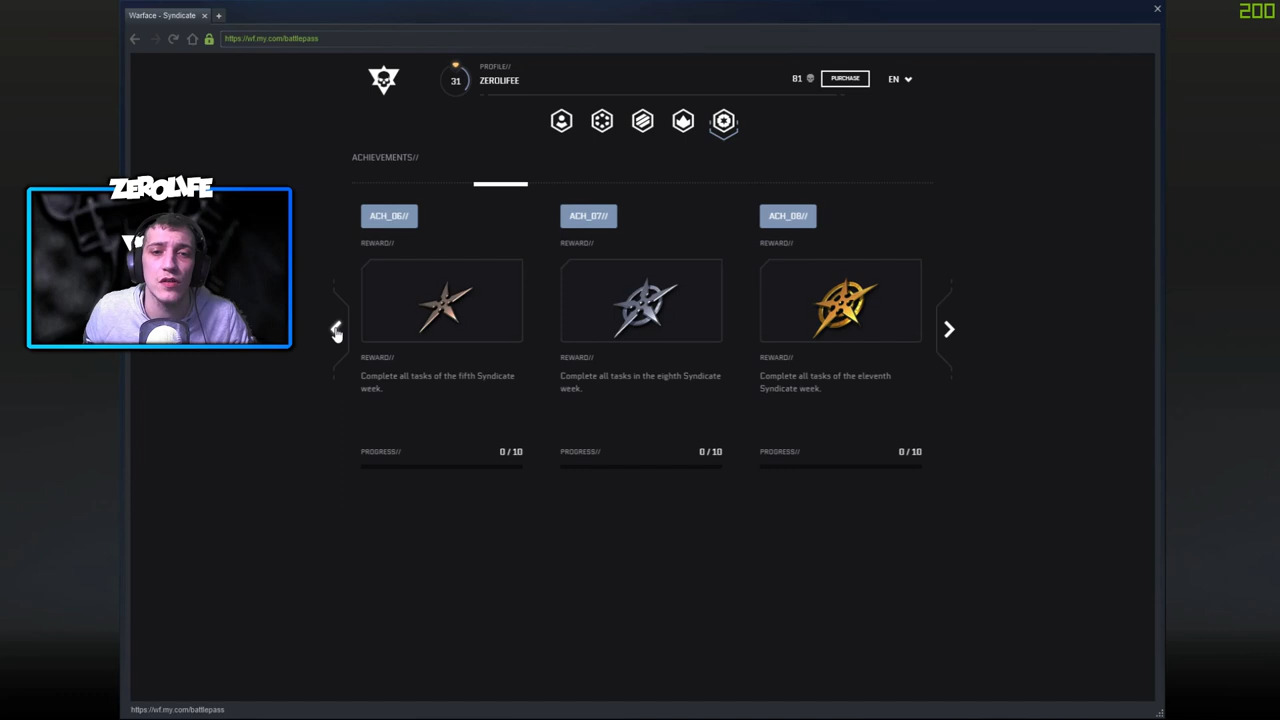 200
Warface - Syndicate
https://wf.my.com/battlepass
PROFILE//
31
ZEROLIFEE
81
PURCHASE
EN
ACHIEVEMENTS//
ZEROLIFE
ACH_06//
ACH_07//
ACH_08//
REWARD//
REWARD//
REWARD//
REWARD//
REWARD//
REWARD//
Complete all tasks of the fifth Syndicate
week.
Complete all tasks in the eighth Syndicate
week.
Complete all tasks of the eleventh
Syndicate week.
PROGRESS//
0 / 10
PROGRESS//
0 / 10
PROGRESS//
0 / 10
https://wf.my.com/battlepass